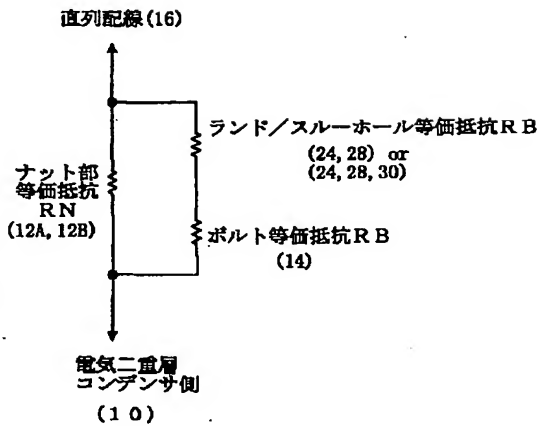 直列配線(16)
ランド／スルーホール等価抵抗RB
(24,28) or
(24,28,30)
ナット部
等価抵抗
RN
(12A,12B)
ボルト等価抵抗RB
(14)
電気二重層
コンデンサ側
(10)